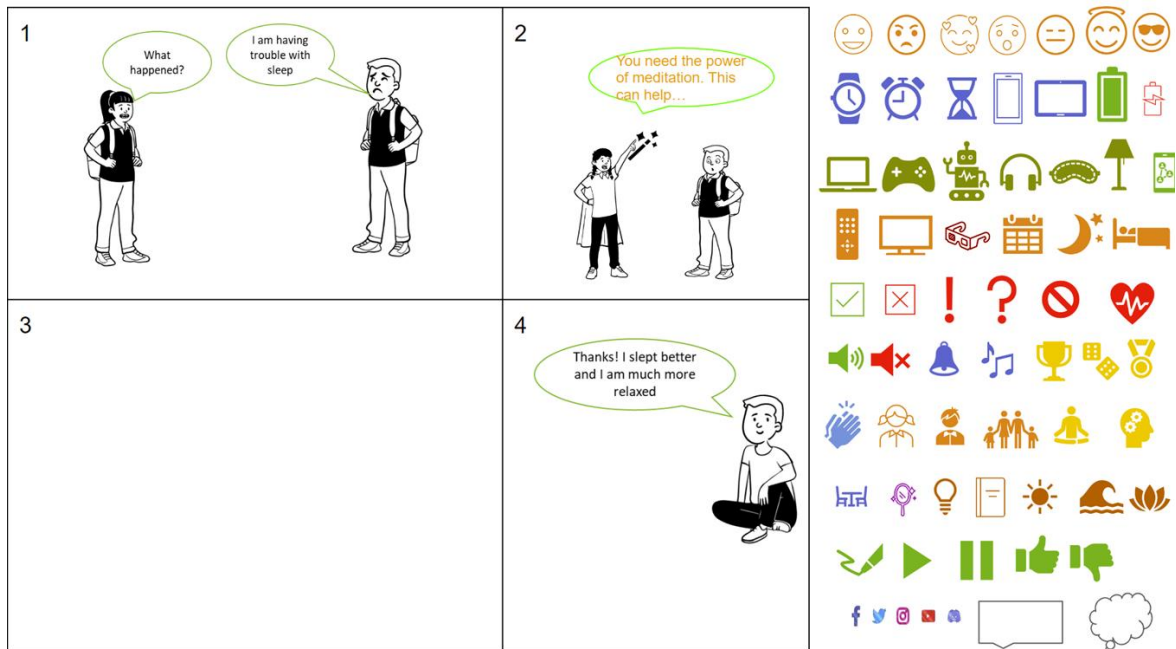 1
What
happened?
I am having
trouble with
sleep
2
You need the power
of meditation. This
can help…
3
4
Thanks! I slept better
and I am much more
relaxed